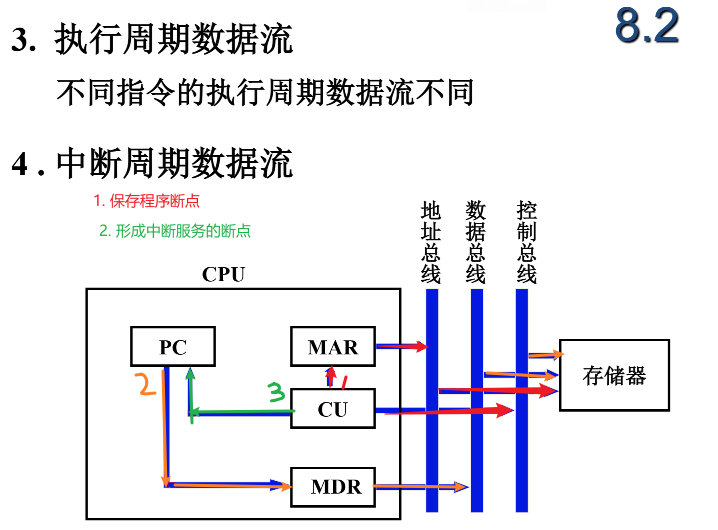 8.2
3. 执行周期数据流
不同指令的执行周期数据流不同
4 . 中断周期数据流
1. 保存程序断点
2. 形成中断服务的断点
地址总线
数据总线
控制总线
CPU
PC
MAR
存储器
2
3
1
CU
MDR